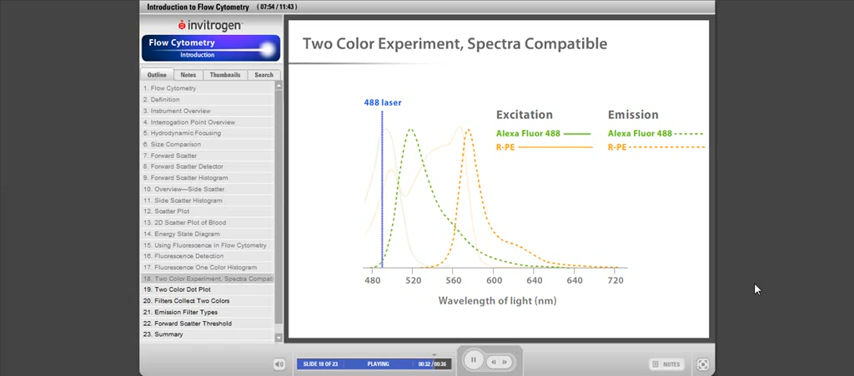 Introduction to Flow Cytometry (07:54 / 11:43)
invitrogen
Flow Cytometry
Introduction
Outline Notes Thumbnails Search
1. Flow Cytometry
2. Definition
3. Instrument Overview
4. Interrogation Point Overview
5. Hydrodynamic Focusing
6. Size Comparison
7. Forward Scatter
8. Forward Scatter Detector
9. Forward Scatter Histogram
10. Overview—Side Scatter
11. Side Scatter Histogram
12. Scatter Plot
13. 2D Scatter Plot of Blood
14. Energy State Diagram
15. Using Fluorescence in Flow Cytometry
16. Fluorescence Detection
17. Fluorescence One Color Histogram
18. Two Color Experiment, Spectra Compat
19. Two Color Dot Plot
20. Filters Collect Two Colors
21. Emission Filter Types
22. Forward Scatter Threshold
23. Summary
Two Color Experiment, Spectra Compatible
488 laser
Excitation Emission
Alexa Fluor 488 Alexa Fluor 488
R-PE R-PE
480 520 560 600 640 640 720
Wavelength of light (nm)
SLIDE 18 OF 23 PLAYING 00:32 / 00:36
NOTES